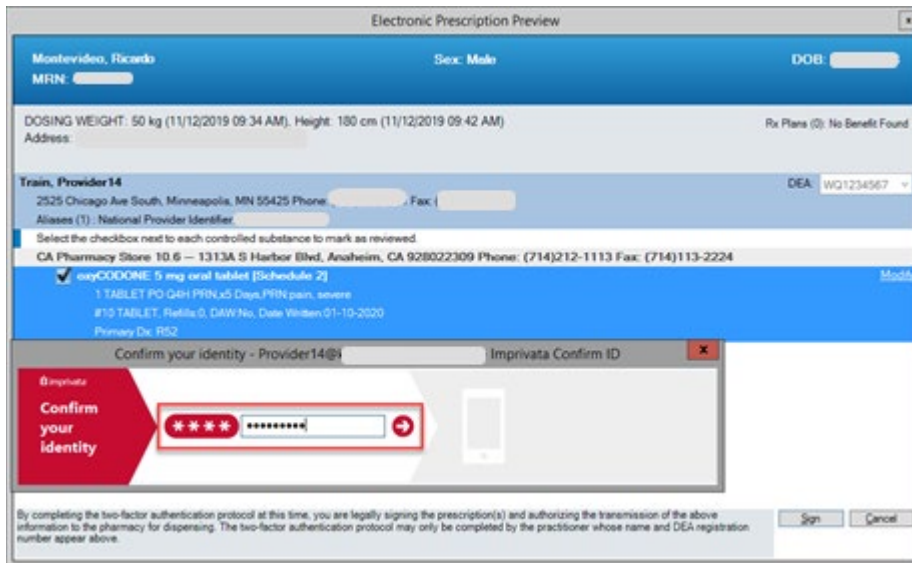 Electronic Prescription Preview
Montevideo, Ricardo Sex: Male DOB:
MRN:
DOSING WEIGHT: 50 kg (11/12/2019 09:34 AM), Height: 180 cm (11/12/2019 09:42 AM) Rx Plans (0): No Benefit Found
Address:
Train, Provider14 DEA: WQ1234567
2525 Chicago Ave South, Minneapolis, MN 55425 Phone: Fax: (
Aliases (1) : National Provider Identifier
Select the checkbox next to each controlled substance to mark as reviewed.
CA Pharmacy Store 10.6 – 1313A S Harbor Blvd, Anaheim, CA 928022309 Phone: (714)212-1113 Fax: (714)113-2224
oxyCODONE 5 mg oral tablet [Schedule 2] Modif
1 TABLET PO Q4H PRN,x5 Days,PRN:pain, severe
#10 TABLET, Refills:0, DAW:No, Date Written:01-10-2020
Primary Dx: R52
Confirm your identity - Provider14@ Imprivata Confirm ID x
imprivata
Confirm
your
identity
By completing the two-factor authentication protocol at this time, you are legally signing the prescription(s) and authorizing the transmission of the above
information to the pharmacy for dispensing. The two-factor authentication protocol may only be completed by the practitioner whose name and DEA registration
number appear above.
Sign Cancel